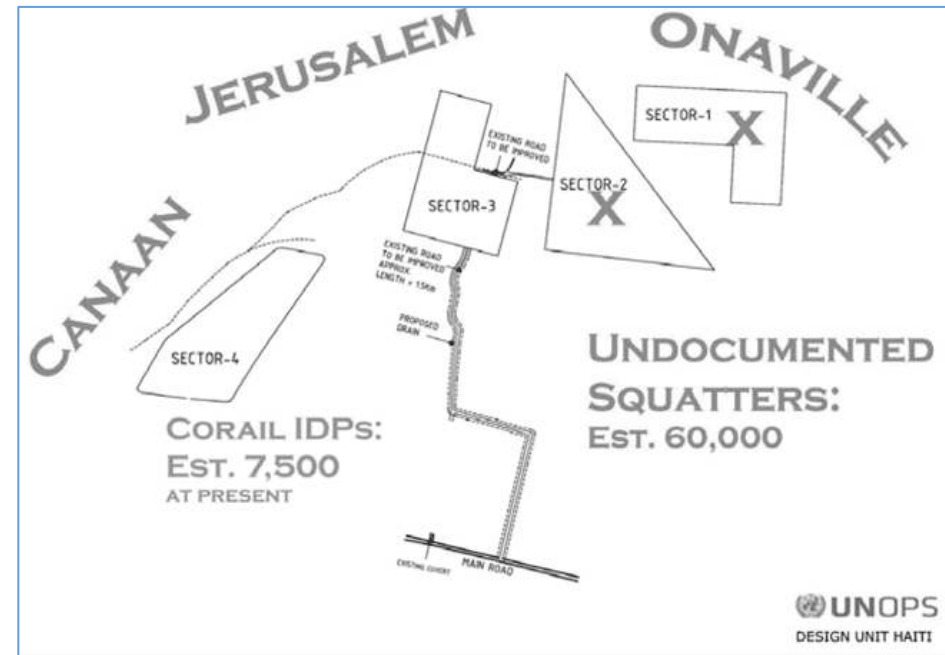 JERUSALEM
ONAVILLE
CANAAN
SECTOR-1
X
EXISTING ROAD
TO BE IMPROVED
SECTOR-2
X
SECTOR-3
EXISTING ROAD
TO BE IMPROVED
APPROX.
LENGTH = 1.5Km
PROPOSED
DRAIN
SECTOR-4
UNDOCUMENTED
SQUATTERS:
EST. 60,000
CORAIL IDPS:
EST. 7,500
AT PRESENT
MAIN ROAD
UNOPS
DESIGN UNIT HAITI